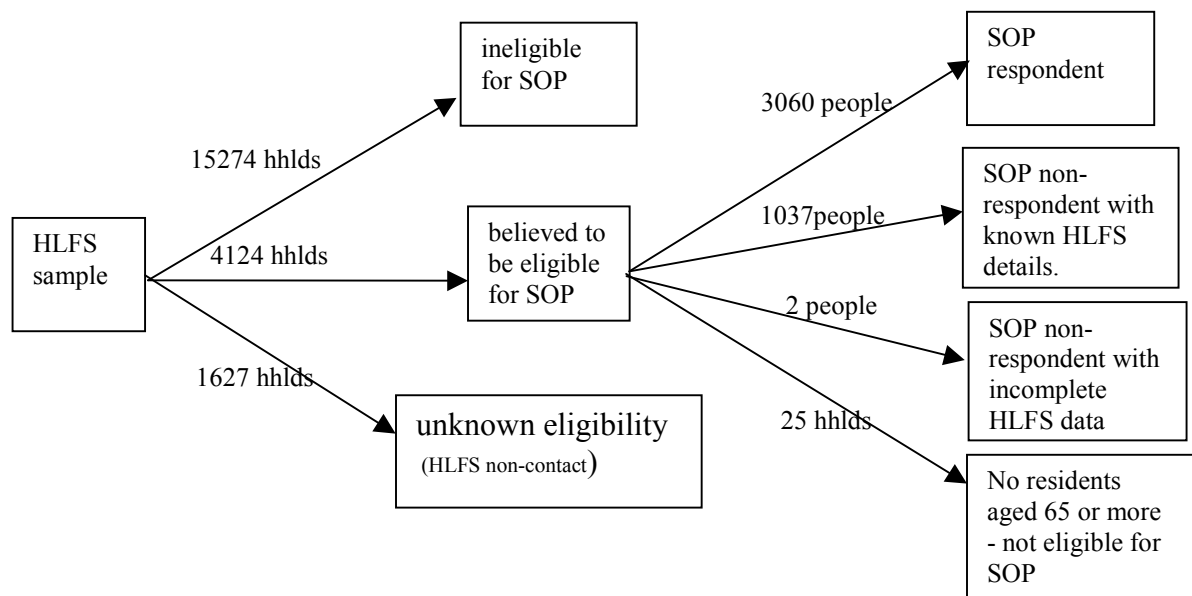 HLFS
sample
15274 hhlds
4124 hhlds
1627 hhlds
ineligible
for SOP
believed to
be eligible
for SOP
unknown eligibility
(HLFS non-contact)
3060 people
1037people
2 people
25 hhlds
SOP
respondent
SOP non-
respondent with
known HLFS
details.
SOP non-
respondent with
incomplete
HLFS data
No residents
aged 65 or more
- not eligible for
SOP